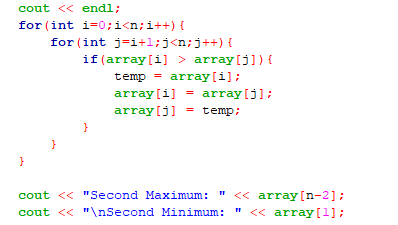 cout << endl;
for(int i=0;i<n;i++){
    for(int j=i+1;j<n;j++){
        if(array[i] > array[j]){
            temp = array[i];
            array[i] = array[j];
            array[j] = temp;
        }
    }
}
cout << "Second Maximum: " << array[n-2];
cout << "\nSecond Minimum: " << array[1];